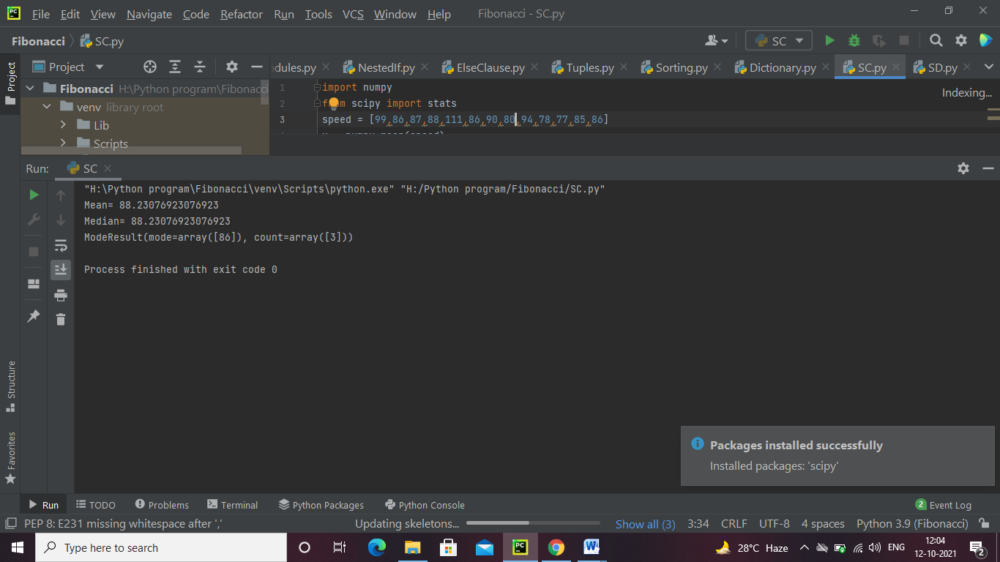 File Edit View Navigate Code Refactor Run Tools VCS Window Help Fibonacci - SC.py
Fibonacci SC.py SC
Project dules.py NestedIf.py ElseClause.py Tuples.py Sorting.py Dictionary.py SC.py SD.py
Project
Fibonacci H:\Python program\Fibonacci
venv library root
Lib
Scripts
Indexing...
1 import numpy
2 from scipy import stats
3 speed = [99,86,87,88,111,86,90,80,94,78,77,85,86]
Run: SC
"H:\Python program\Fibonacci\venv\Scripts\python.exe" "H:/Python program/Fibonacci/SC.py"
Mean= 88.23076923076923
Median= 88.23076923076923
ModeResult(mode=array([86]), count=array([3]))
Process finished with exit code 0
Structure
Favorites
Packages installed successfully
Installed packages: 'scipy'
Run TODO Problems Terminal Python Packages Python Console 2 Event Log
PEP 8: E231 missing whitespace after ',' Updating skeletons... Show all (3) 3:34 CRLF UTF-8 4 spaces Python 3.9 (Fibonacci)
Type here to search 28°C Haze ENG 12:04
12-10-2021 2